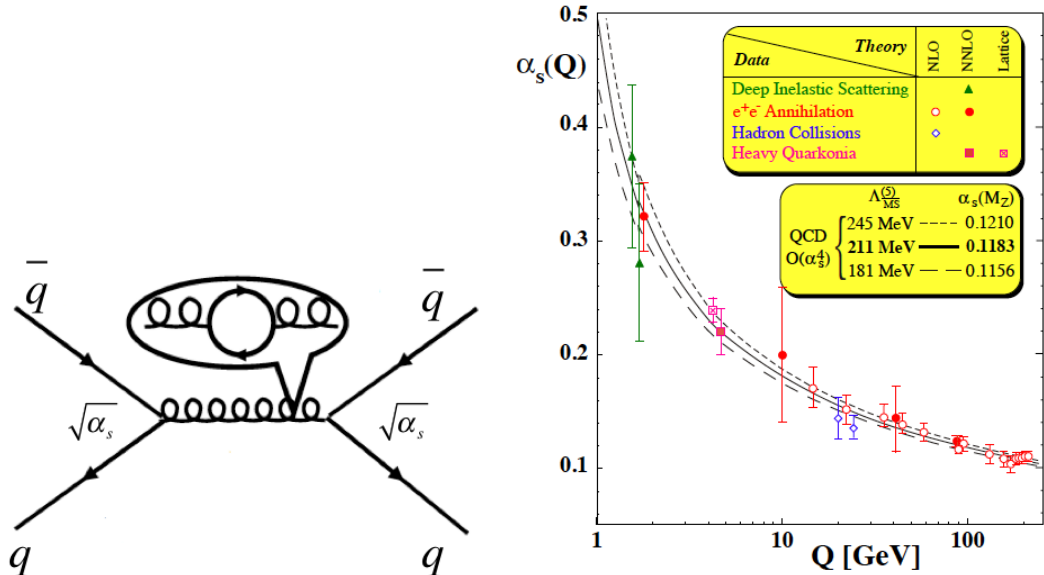 q̅ q̅
√αs √αs
q q
0.5
αs(Q)
0.4
0.3
0.2
0.1
1 10 100
Q [GeV]
Theory
Data
NLO
NNLO
Lattice
Deep Inelastic Scattering
e⁺e⁻ Annihilation
Hadron Collisions
Heavy Quarkonia
Λ(5)MS̅ αs(MZ)
QCD
O(αs⁴)
245 MeV 0.1210
211 MeV 0.1183
181 MeV 0.1156